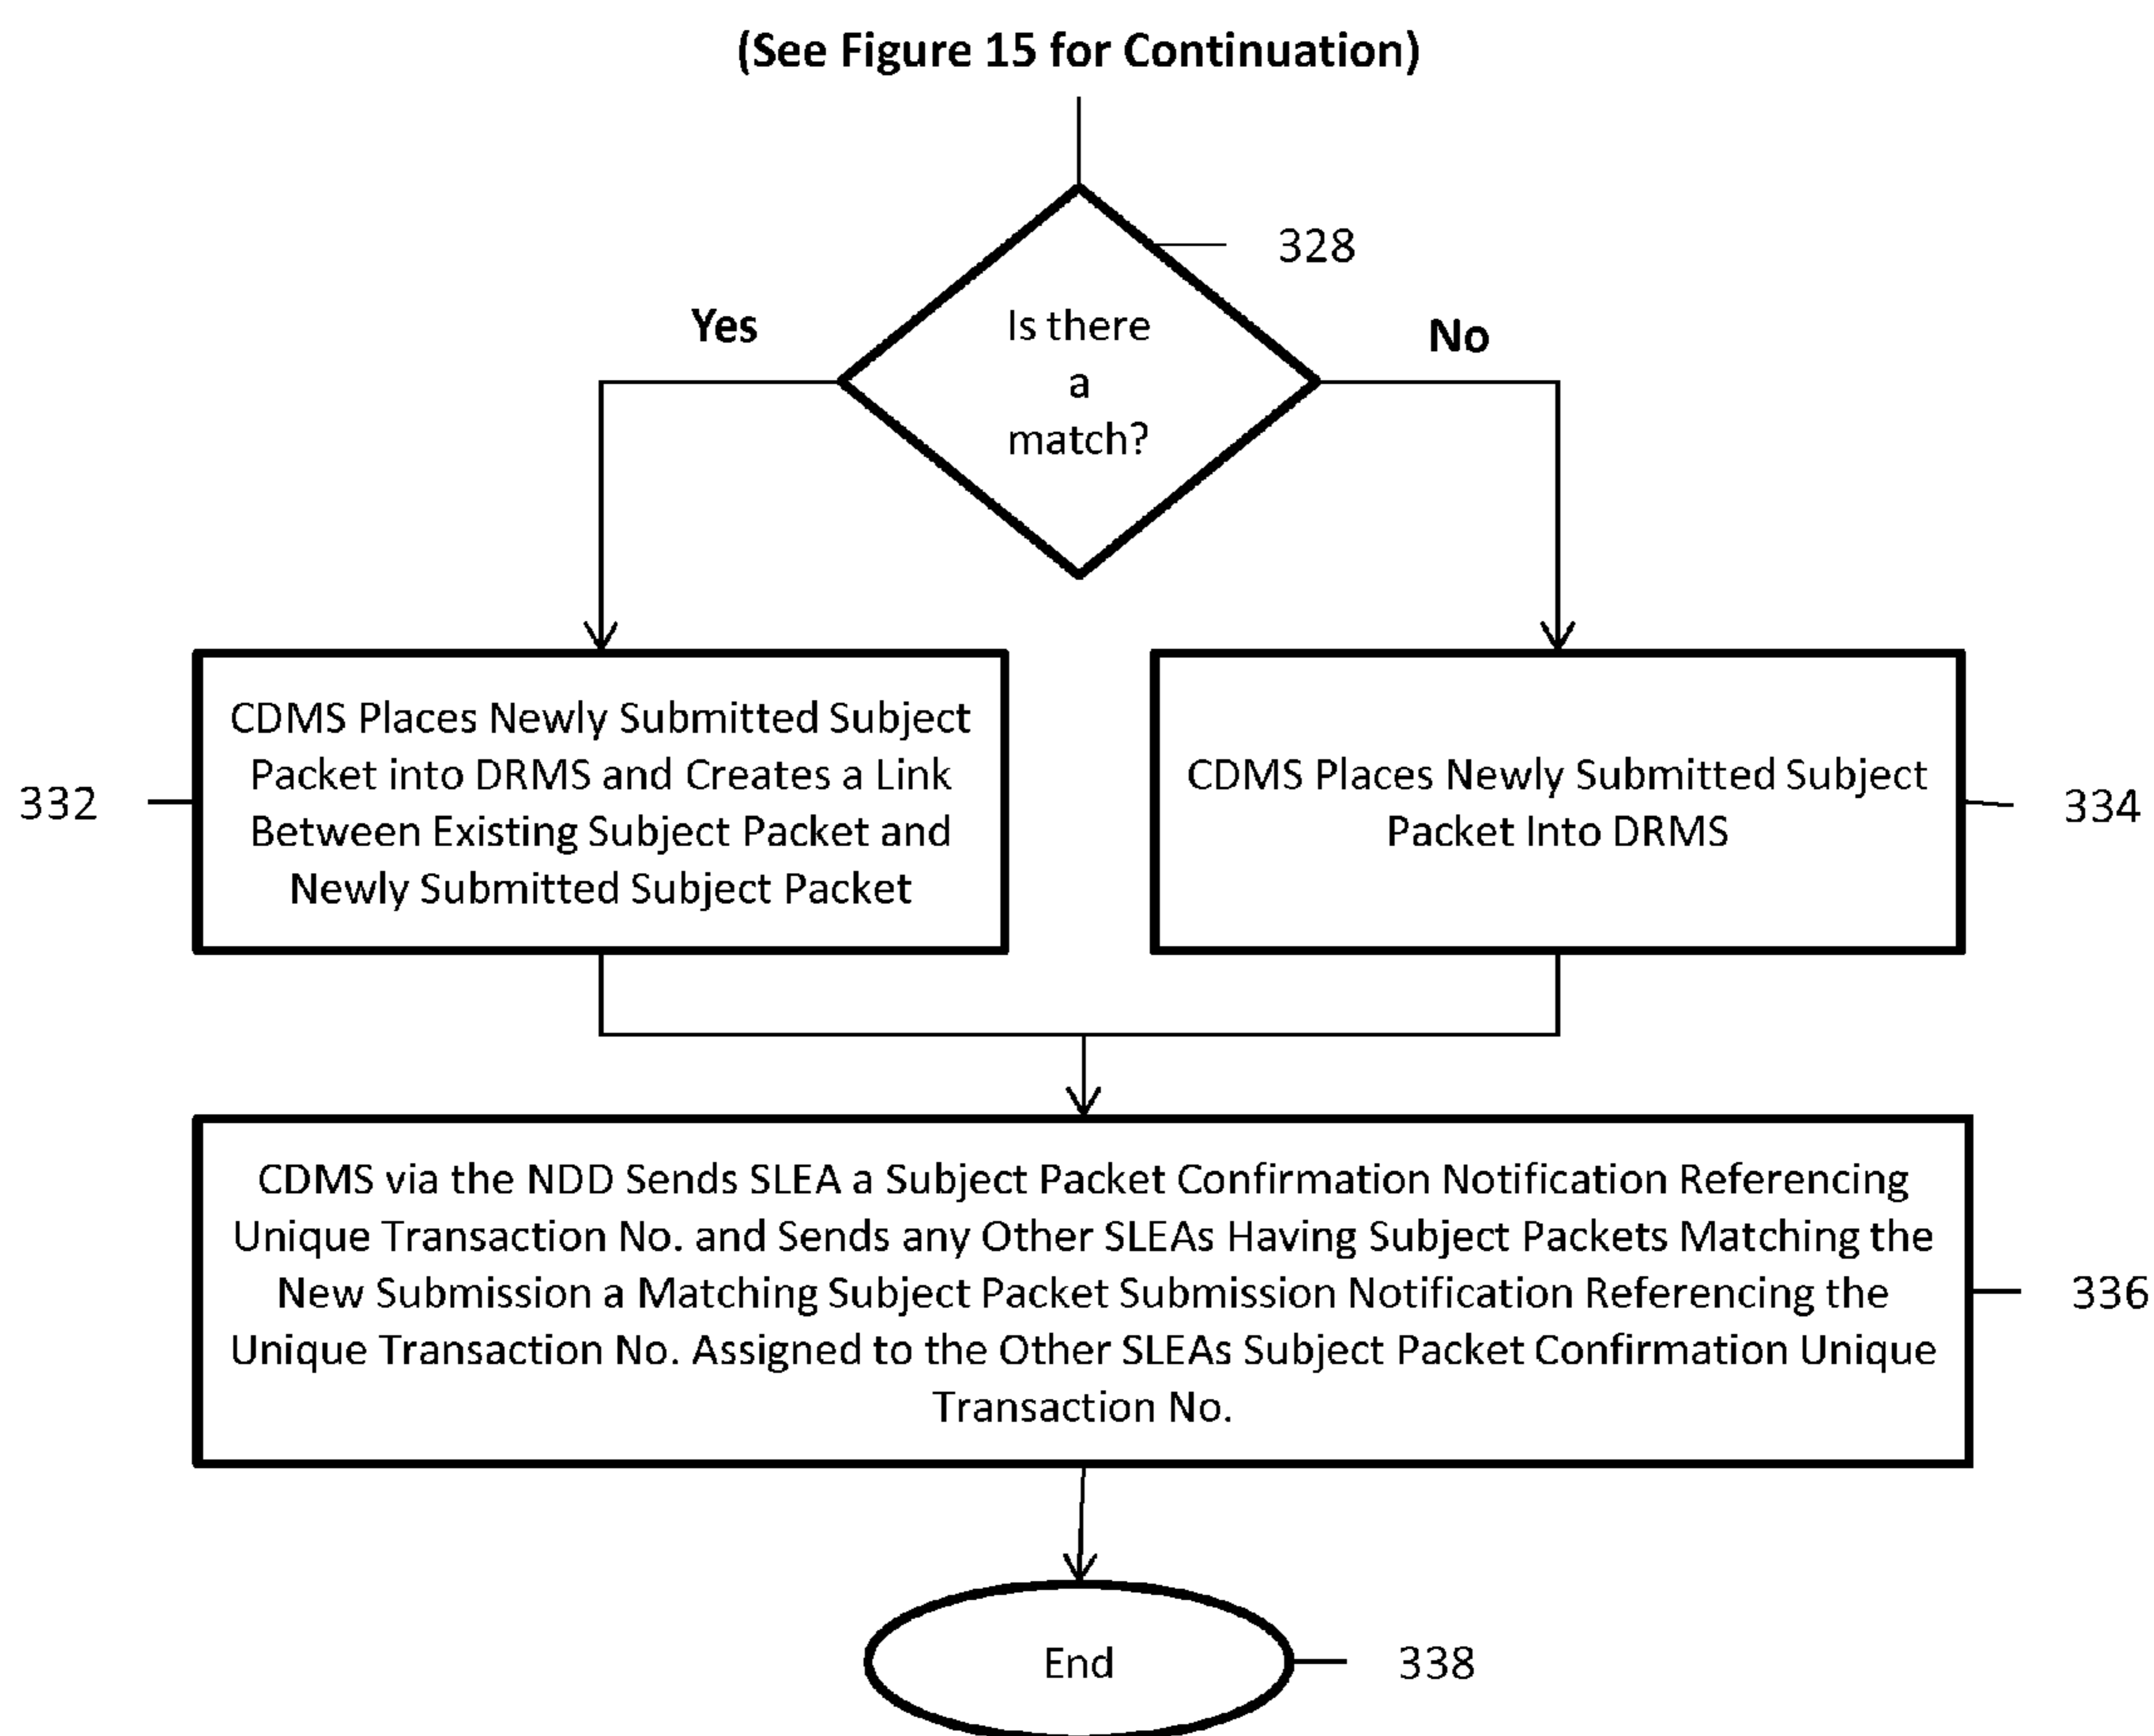 (See Figure 15 for Continuation)
328
Yes
Is there
a
match?
No
CDMS Places Newly Submitted Subject
Packet into DRMS and Creates a Link
Between Existing Subject Packet and
Newly Submitted Subject Packet
332
CDMS Places Newly Submitted Subject
Packet Into DRMS
334
CDMS via the NDD Sends SLEA a Subject Packet Confirmation Notification Referencing
Unique Transaction No. and Sends any Other SLEAs Having Subject Packets Matching the
New Submission a Matching Subject Packet Submission Notification Referencing the
Unique Transaction No. Assigned to the Other SLEAs Subject Packet Confirmation Unique
Transaction No.
336
End
338